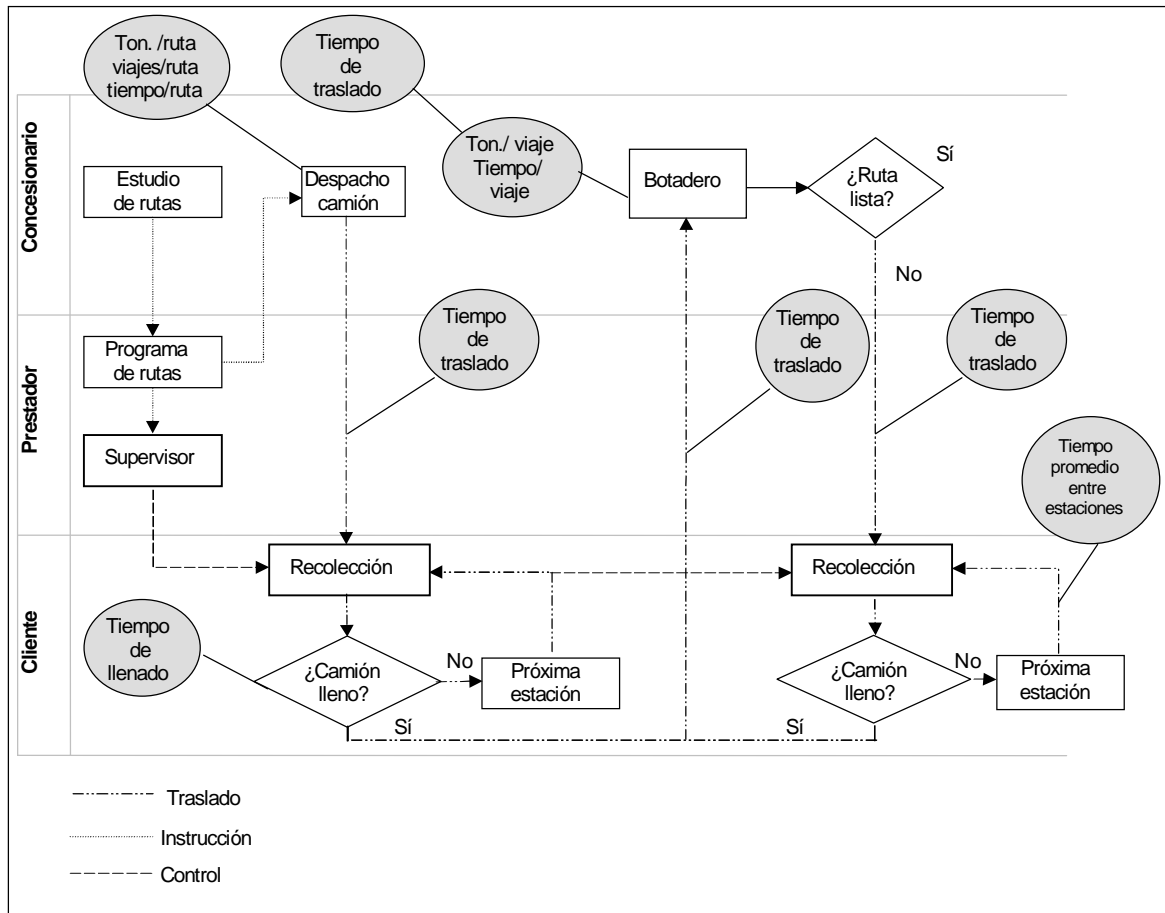 Ton. /ruta
viajes/ruta
tiempo/ruta
Tiempo
de
traslado
Concesionario
Estudio
de rutas
Despacho
camión
Ton./ viaje
Tiempo/
viaje
Botadero
¿Ruta
lista?
Sí
No
Prestador
Programa
de rutas
Tiempo
de
traslado
Tiempo
de
traslado
Tiempo
de
traslado
Supervisor
Tiempo
promedio
entre
estaciones
Cliente
Recolección
Recolección
Tiempo
de
llenado
¿Camión
lleno?
No
Próxima
estación
¿Camión
lleno?
No
Próxima
estación
Sí
Sí
Traslado
Instrucción
Control